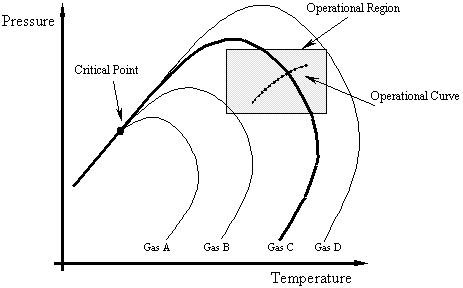 Pressure
Operational Region
Critical Point
Operational Curve
Gas A
Gas B
Gas C
Gas D
Temperature